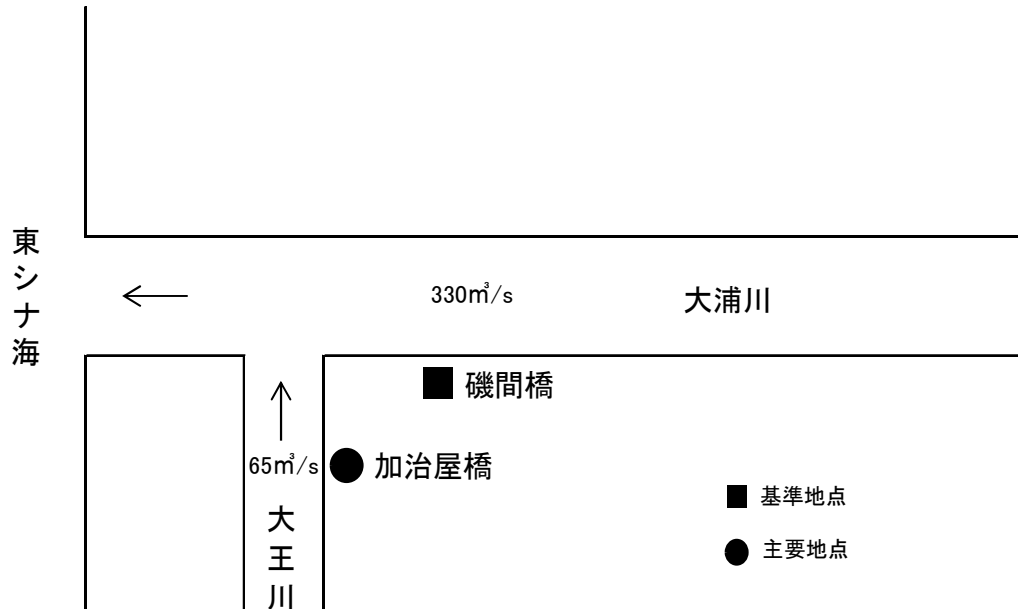 東シナ海
330㎥/s
大浦川
磯間橋
65㎥/s
加治屋橋
大王川
基準地点
主要地点